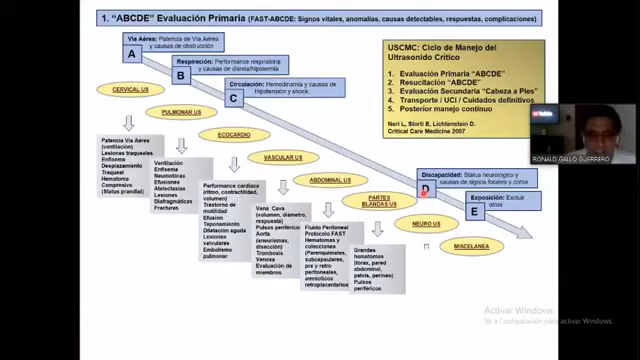 1. "ABCDE" Evaluación Primaria (FAST-ABCDE: Signos vitales, anomalías, causas detectables, respuestas, complicaciones)
Vía Aérea: Patencia de Vía Aérea
y causas de obstrucción
A
Respiración: Performance respiratoria
y causas de disnea/hipoxemia
B
Circulación: Hemodinamia y causas de
Hipotensión y shock.
C
USCMC: Ciclo de Manejo del
Ultrasonido Crítico
1. Evaluación Primaria "ABCDE"
2. Resucitación "ABCDE"
3. Evaluación Secundaria "Cabeza a Pies"
4. Transporte / UCI / Cuidados definitivos
5. Posterior manejo continuo
Neri L, Storti E, Lichtenstein D.
Critical Care Medicine 2007
RONALD GALLO GUERRERO
Discapacidad: Status neurológico y
causas de signos focales y coma
D
Exposición: Excluir
otros
E
CERVICAL US
PULMONAR US
ECOCARDIO
VASCULAR US
ABDOMINAL US
PARTES
BLANDAS US
NEURO US
MISCELANEA
Patencia Vía Aérea
(ventilación)
Lesiones traqueales
Enfisema
Desplazamiento
Traqueal
Hematoma
Compresivo
(Status prandial)
Ventilación
Enfisema
Neumotórax
Efusiones
Atelectasias
Lesiones
Diafragmáticas
Fracturas
Performance cardiaca
(ritmo, contractilidad,
volumen)
Trastorno de
motilidad
Efusión
Taponamiento
Dilatación aguda
Lesiones
valvulares
Embolismo
pulmonar
Vena Cava
(volumen, diámetro,
respuesta)
Pulsos periféricos
Aorta
(aneurismas,
disección)
Trombosis
Venosa
Evaluación de
miembros.
Fluido Peritoneal
Protocolo FAST
Hematomas y
colecciones
(Parenquimales,
subcapsulares,
pre y retro
peritoneales,
amnióticos
retroplacentarios
Grandes
hematomas
(torax, pared
abdominal,
pelvis, perineo)
Pulsos
periféricos
Activar Windows
Ve a Configuración para activar Windows.